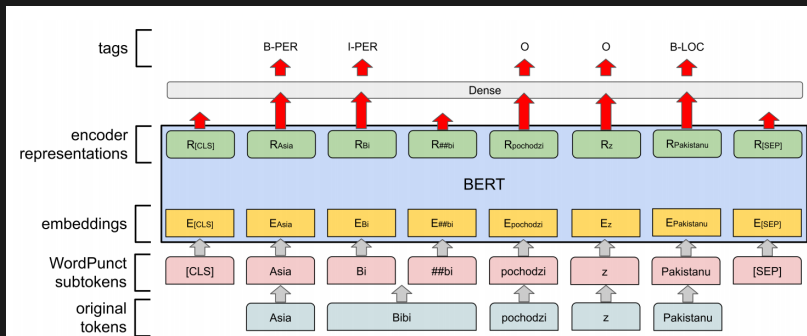 tags B-PER I-PER O O B-LOC
Dense
encoder
representations
R[CLS] RAsia RBi R##bi Rpochodzi Rz RPakistanu R[SEP]
BERT
embeddings E[CLS] EAsia EBi E##bi Epochodzi Ez EPakistanu E[SEP]
WordPunct
subtokens
[CLS] Asia Bi ##bi pochodzi z Pakistanu [SEP]
original
tokens
Asia Bibi pochodzi z Pakistanu